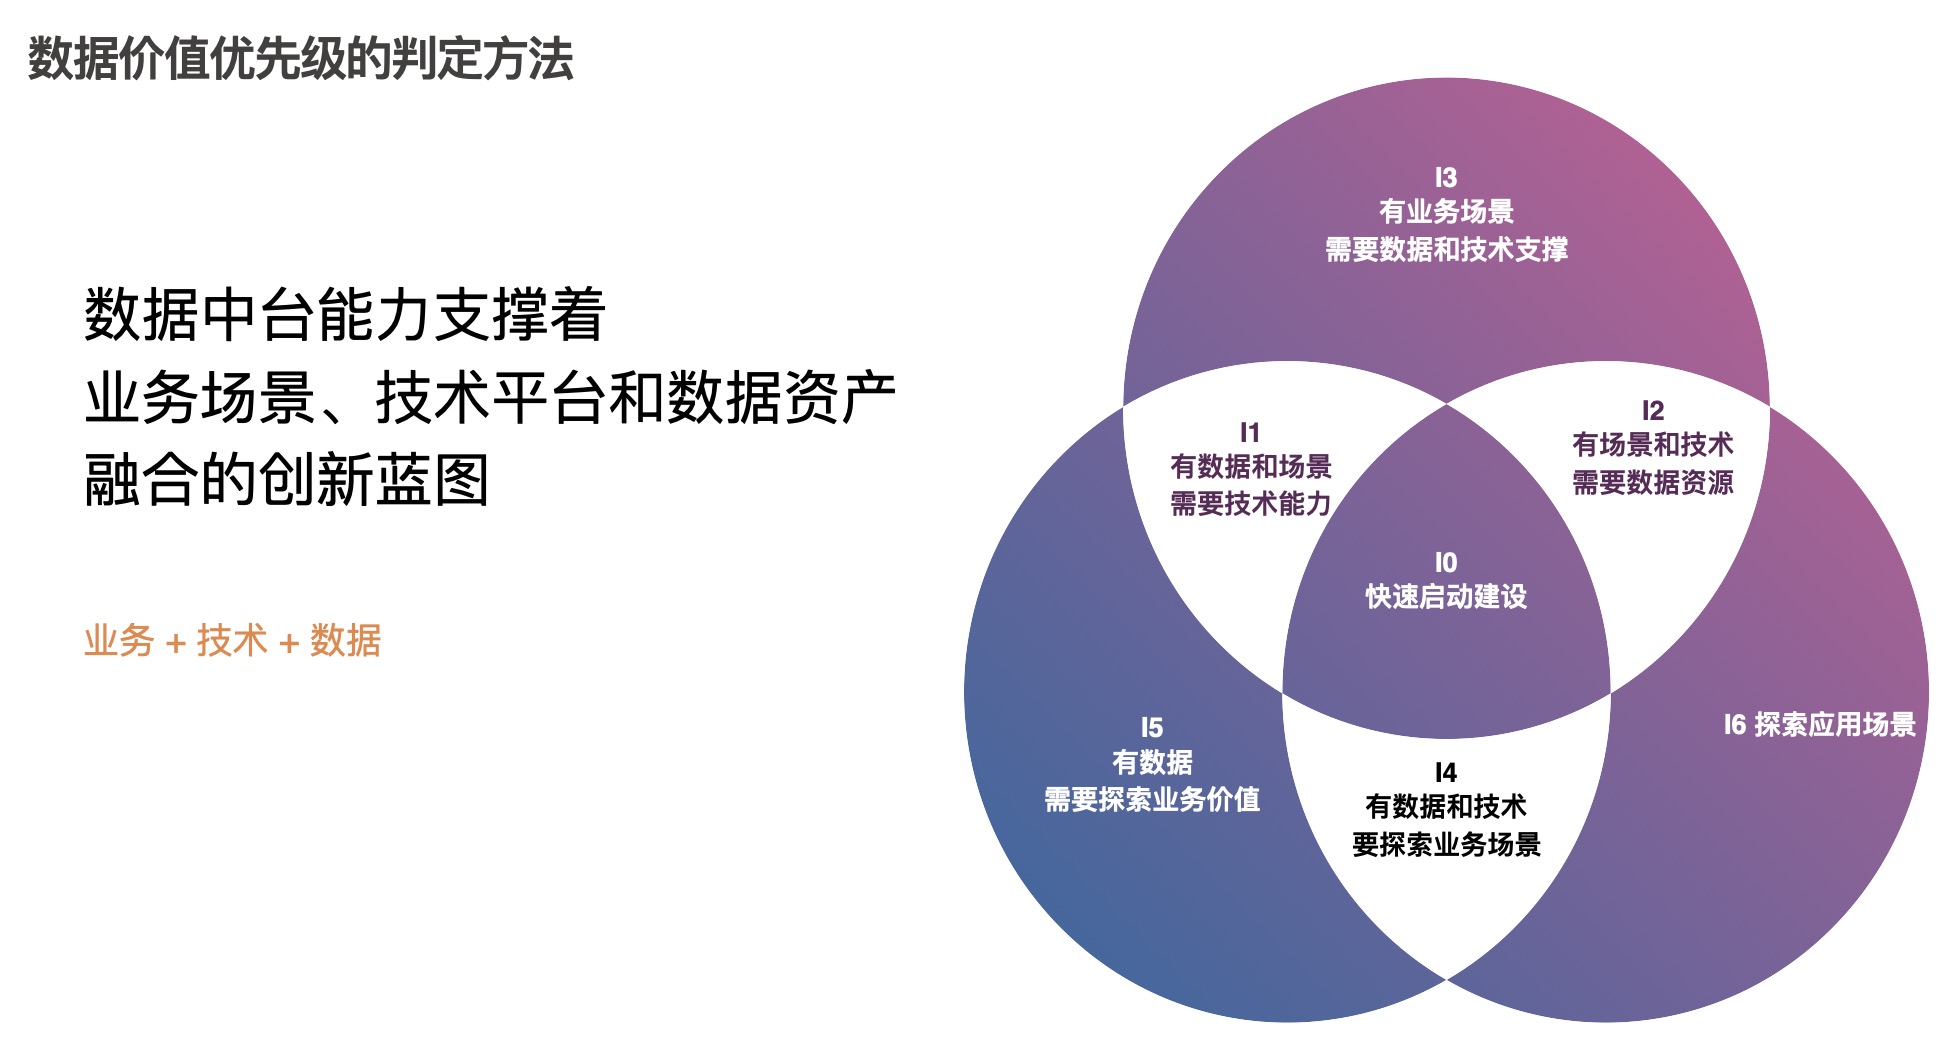 数据价值优先级的判定方法
数据中台能力支撑着
业务场景、技术平台和数据资产
融合的创新蓝图
业务 + 技术 + 数据
I3
有业务场景
需要数据和技术支撑
I1
有数据和场景
需要技术能力
I2
有场景和技术
需要数据资源
I0
快速启动建设
I5
有数据
需要探索业务价值
I4
有数据和技术
要探索业务场景
I6 探索应用场景